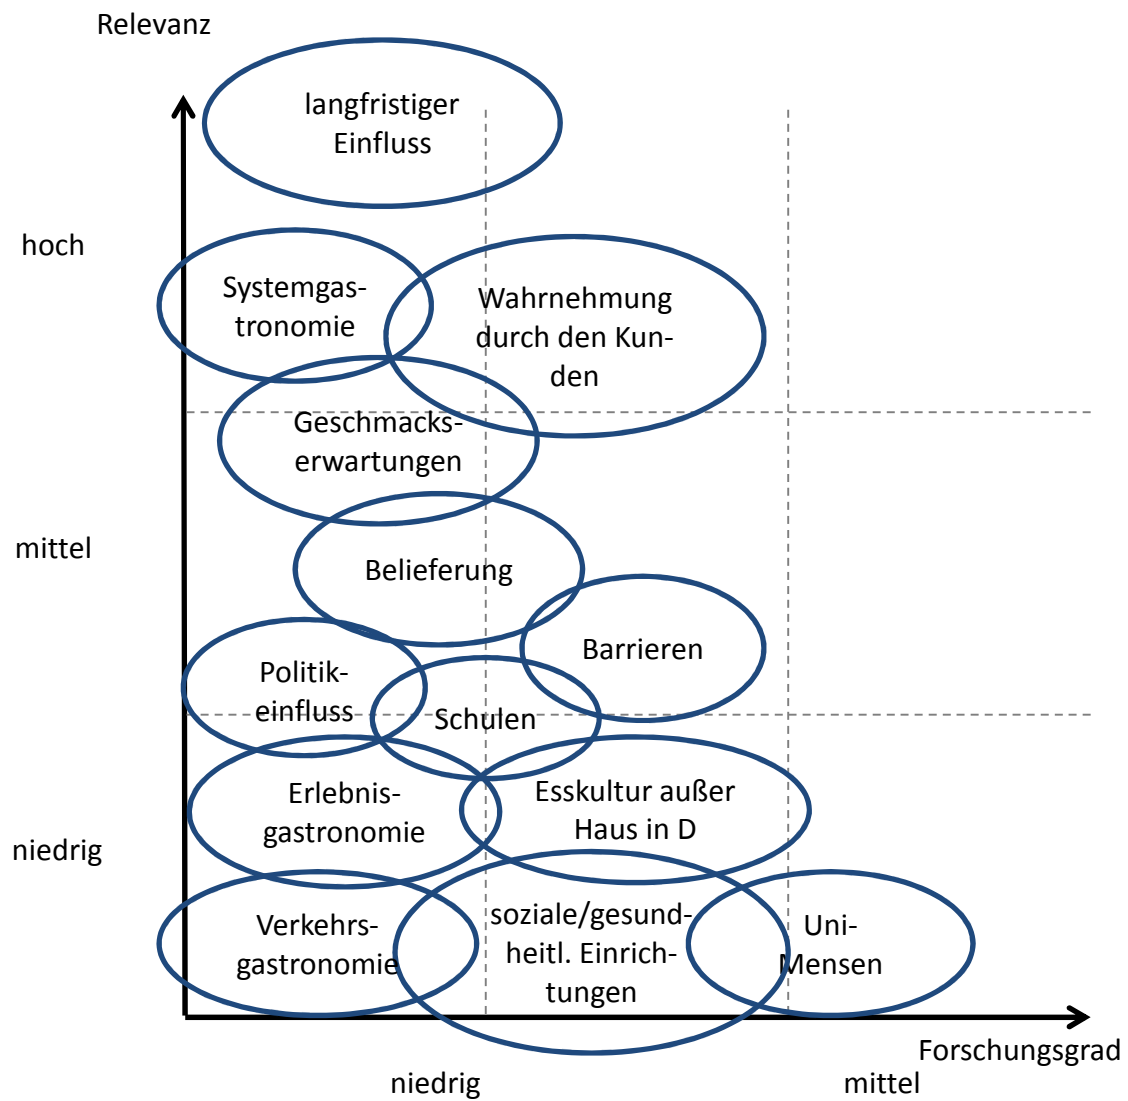 Relevanz
langfristiger
Einfluss
hoch
Systemgas-
tronomie
Wahrnehmung
durch den Kun-
den
Geschmacks-
erwartungen
mittel
Belieferung
Barrieren
Politik-
einfluss
Schulen
Erlebnis-
gastronomie
Esskultur außer
Haus in D
niedrig
Verkehrs-
gastronomie
soziale/gesund-
heitl. Einrich-
tungen
Uni-
Mensen
Forschungsgrad
niedrig
mittel